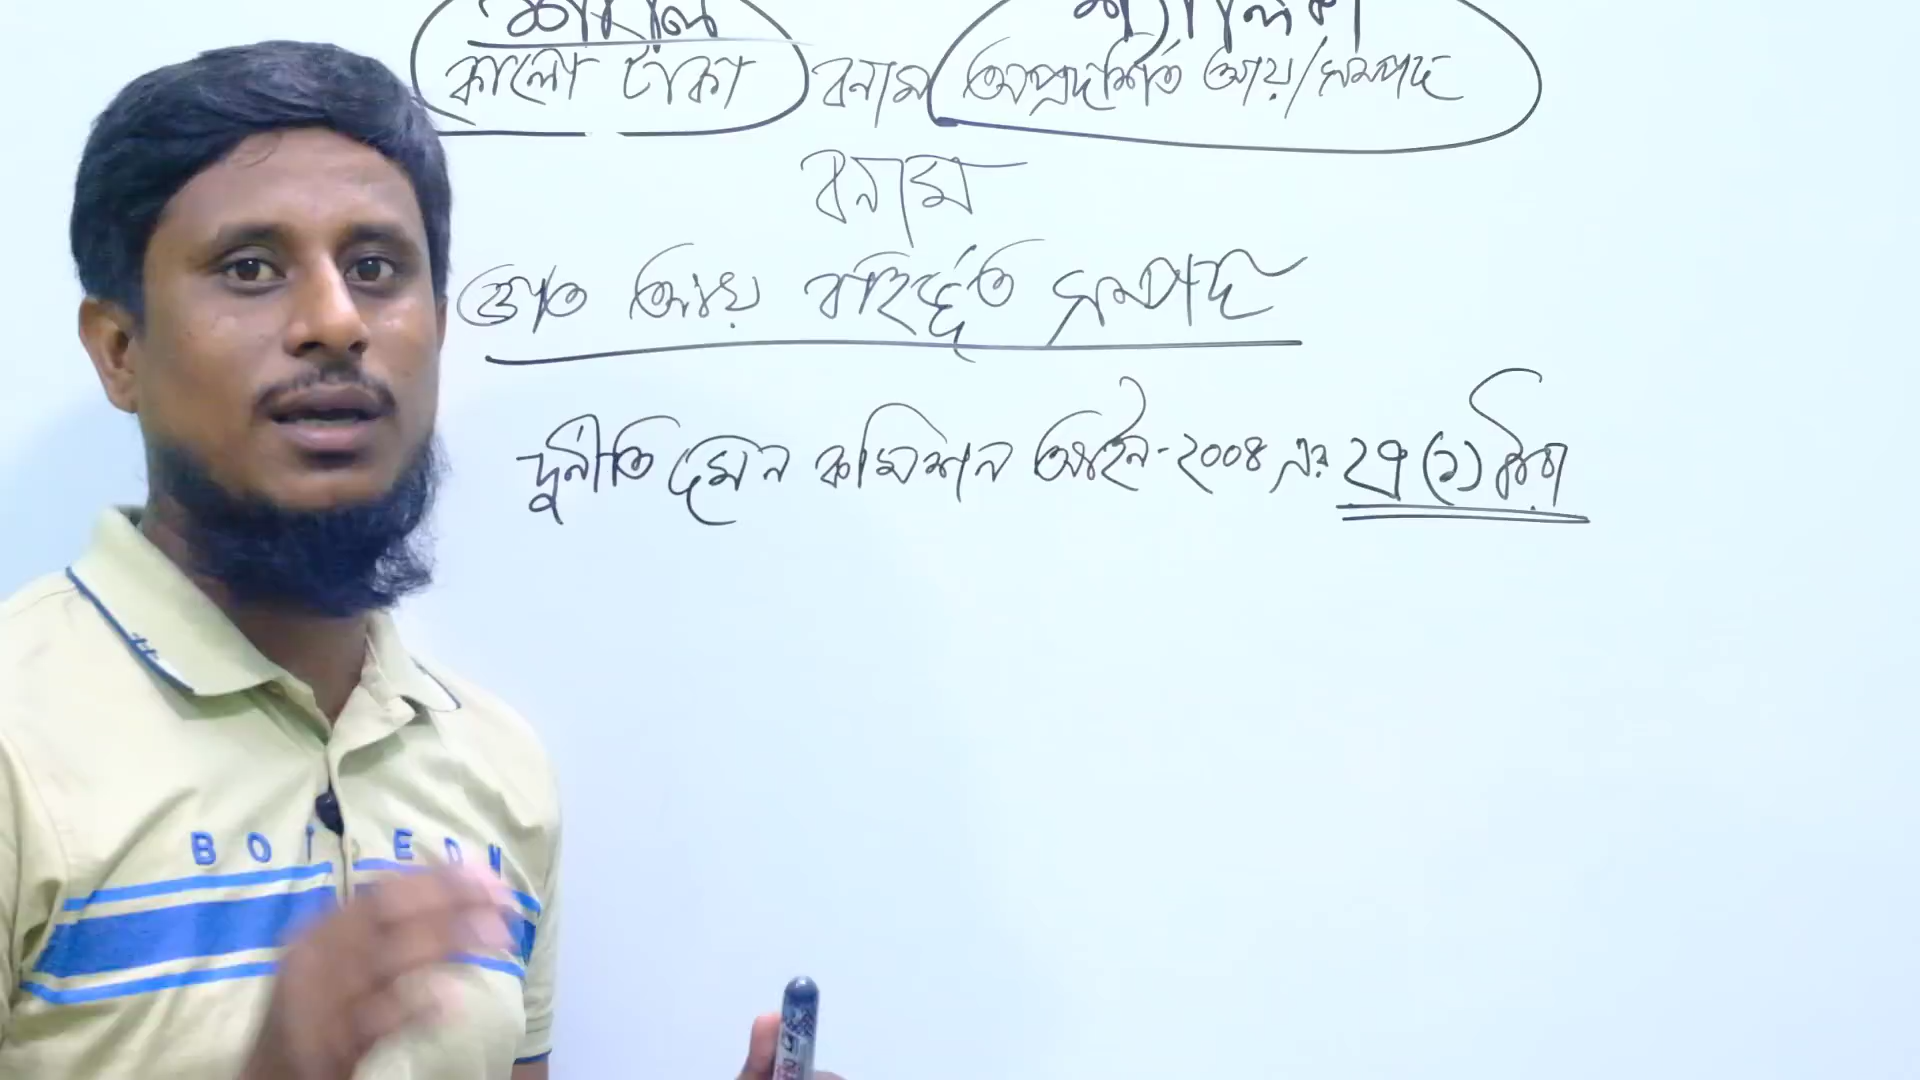 কালো টাকা বনাম অপ্রদর্শিত আয়/সম্পদ
বনাম
জ্ঞাত আয় বহির্ভূত সম্পদ
দুর্নীতি দমন কমিশন আইন-২০০৪ এর ২৭(১) ধারা